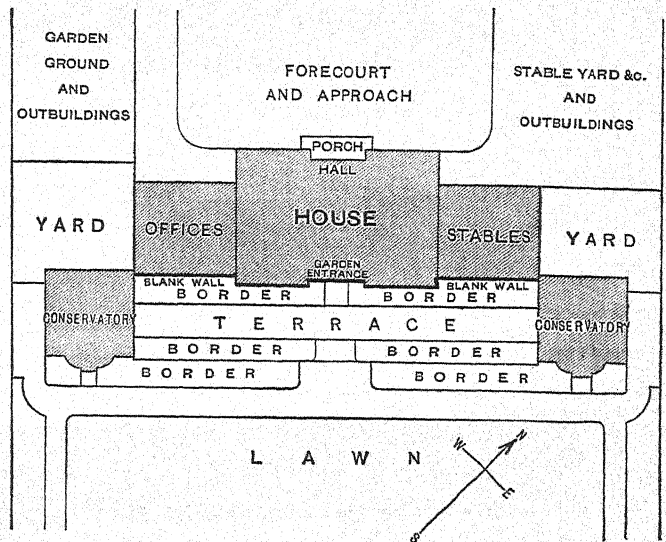 GARDEN
GROUND
AND
OUTBUILDINGS
FORECOURT
AND APPROACH
STABLE YARD &c.
AND
OUTBUILDINGS
PORCH
HALL
YARD
OFFICES
HOUSE
STABLES
YARD
GARDEN
ENTRANCE
BLANK WALL
BLANK WALL
BORDER
BORDER
CONSERVATORY
TERRACE
CONSERVATORY
BORDER
BORDER
BORDER
BORDER
LAWN
N
W
E
S